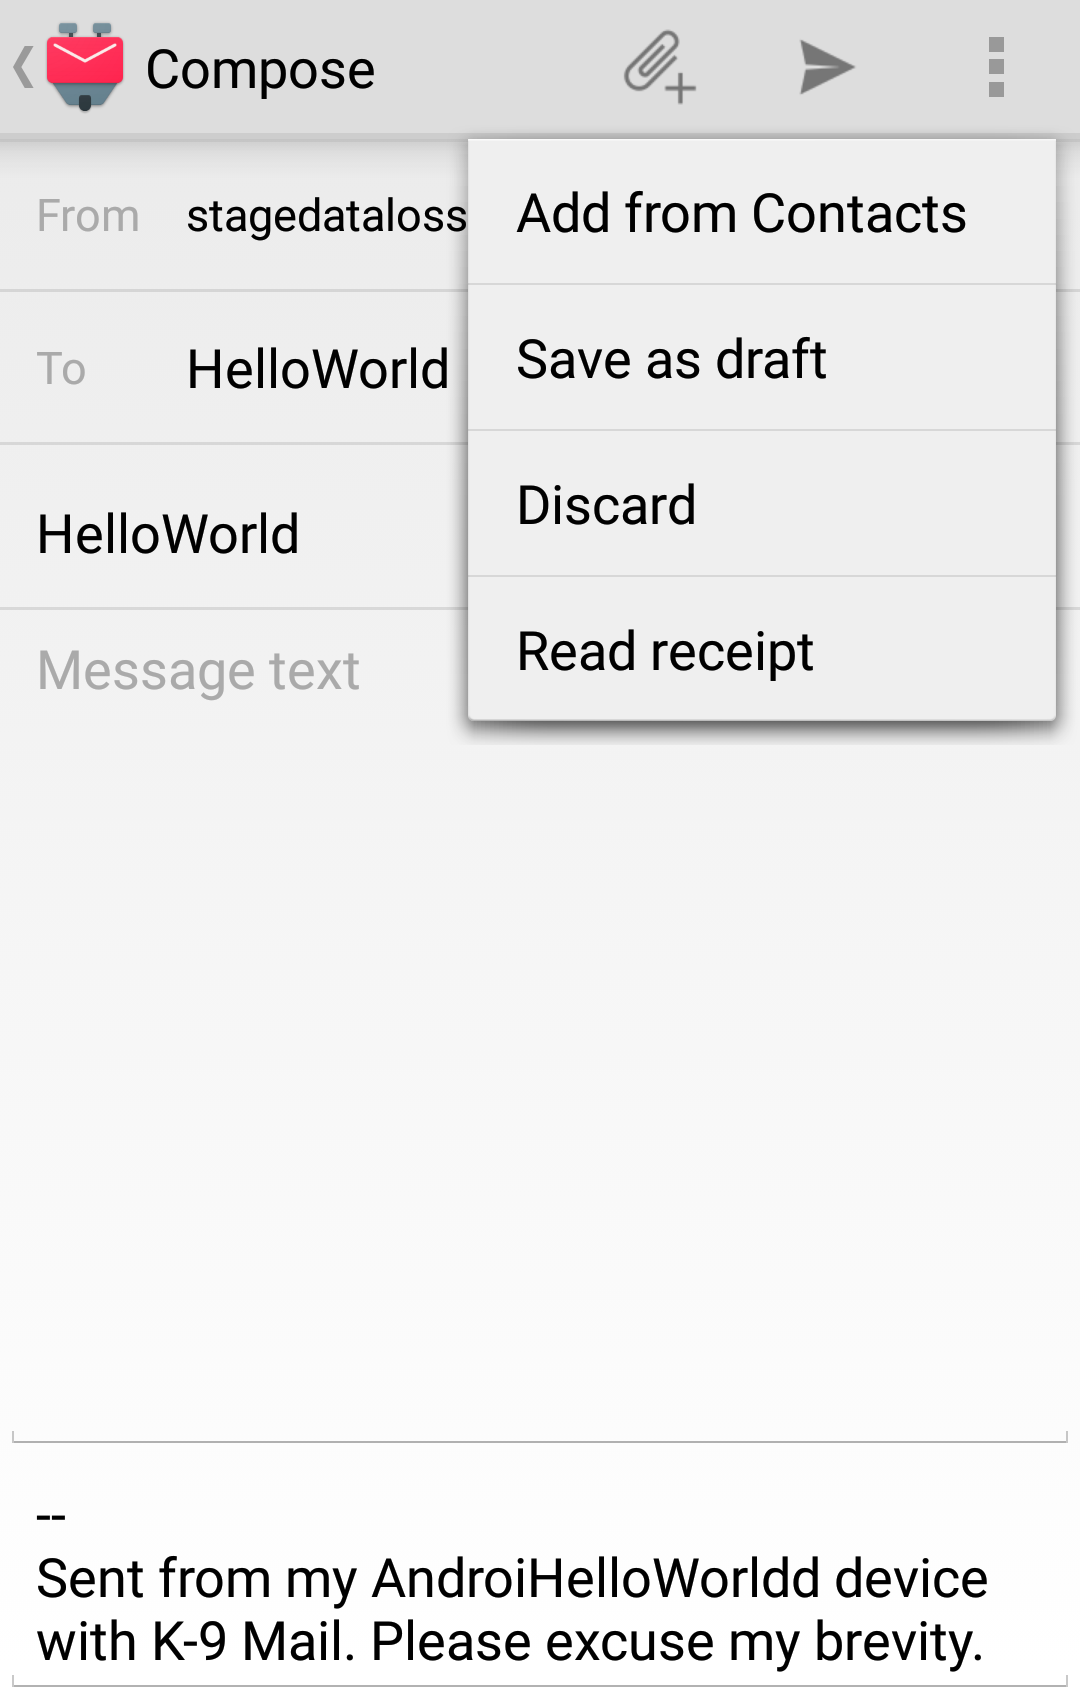 Compose
From stagedataloss
Add from Contacts
To HelloWorld
Save as draft
HelloWorld
Discard
Message text
Read receipt
--
Sent from my AndroiHelloWorldd device
with K-9 Mail. Please excuse my brevity.